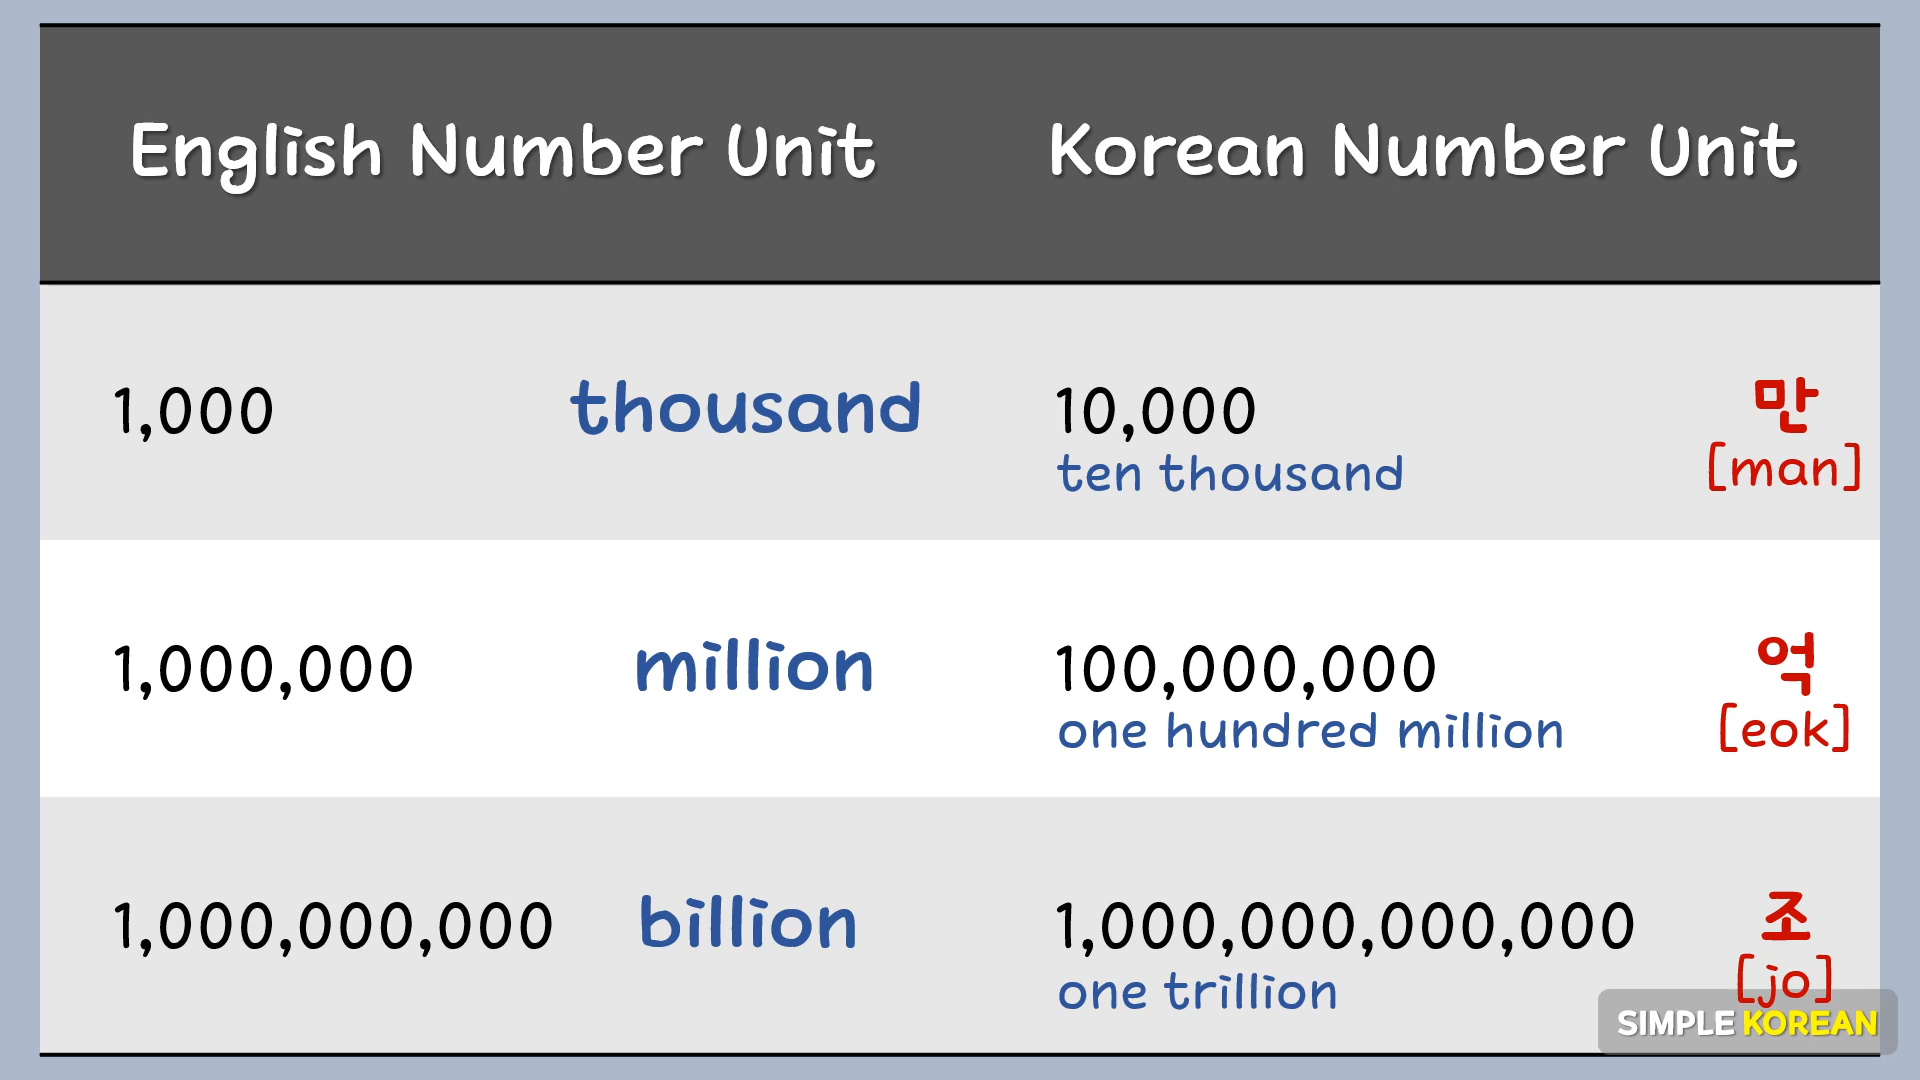 English Number Unit Korean Number Unit
1,000 thousand 10,000 만
ten thousand [man]
1,000,000 million 100,000,000 억
one hundred million [eok]
1,000,000,000 billion 1,000,000,000,000 조
one trillion [jo]
SIMPLE KOREAN